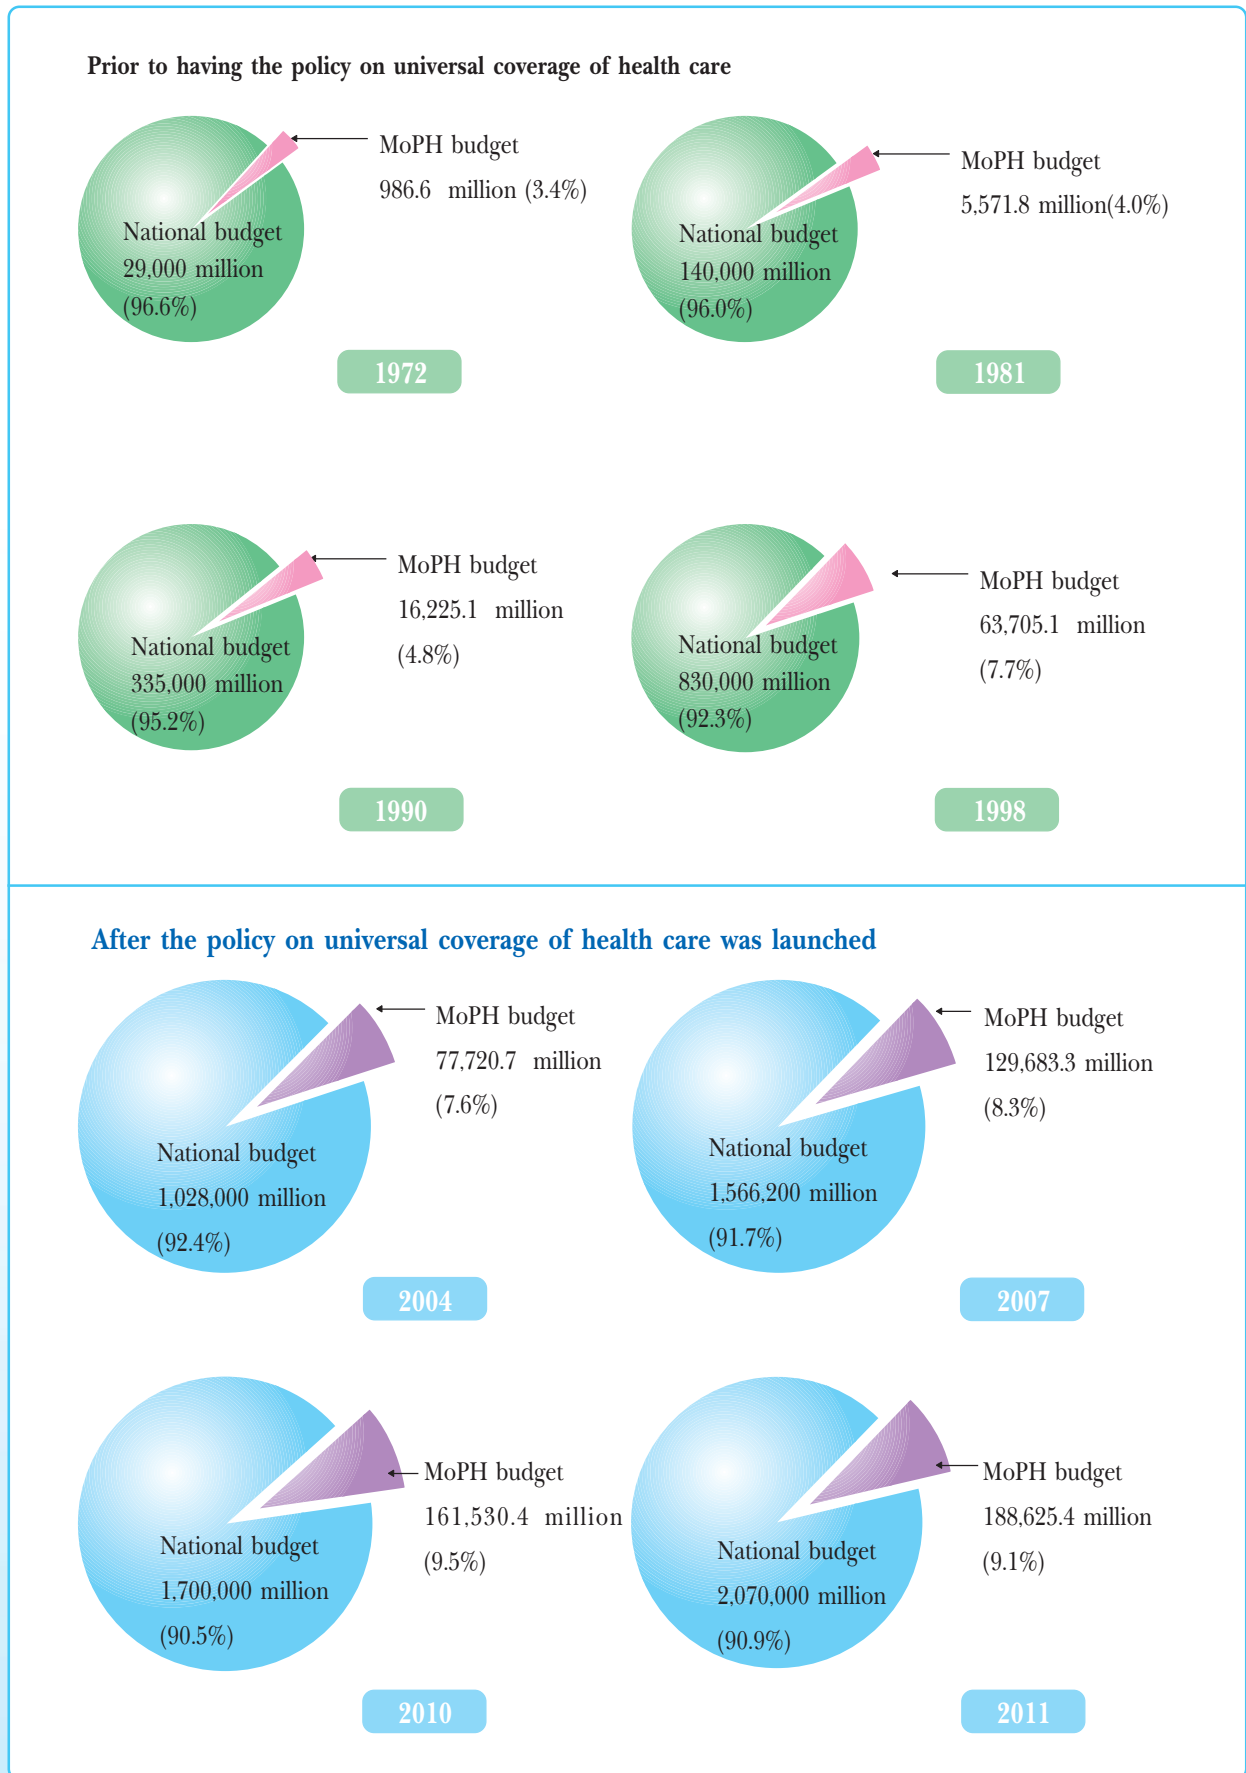 Prior to having the policy on universal coverage of health care
MoPH budget
986.6 million (3.4%)
National budget
29,000 million
(96.6%)
1972
MoPH budget
5,571.8 million(4.0%)
National budget
140,000 million
(96.0%)
1981
MoPH budget
16,225.1 million
(4.8%)
National budget
335,000 million
(95.2%)
1990
MoPH budget
63,705.1 million
(7.7%)
National budget
830,000 million
(92.3%)
1998
After the policy on universal coverage of health care was launched
MoPH budget
77,720.7 million
(7.6%)
National budget
1,028,000 million
(92.4%)
2004
MoPH budget
129,683.3 million
(8.3%)
National budget
1,566,200 million
(91.7%)
2007
MoPH budget
161,530.4 million
(9.5%)
National budget
1,700,000 million
(90.5%)
2010
MoPH budget
188,625.4 million
(9.1%)
National budget
2,070,000 million
(90.9%)
2011